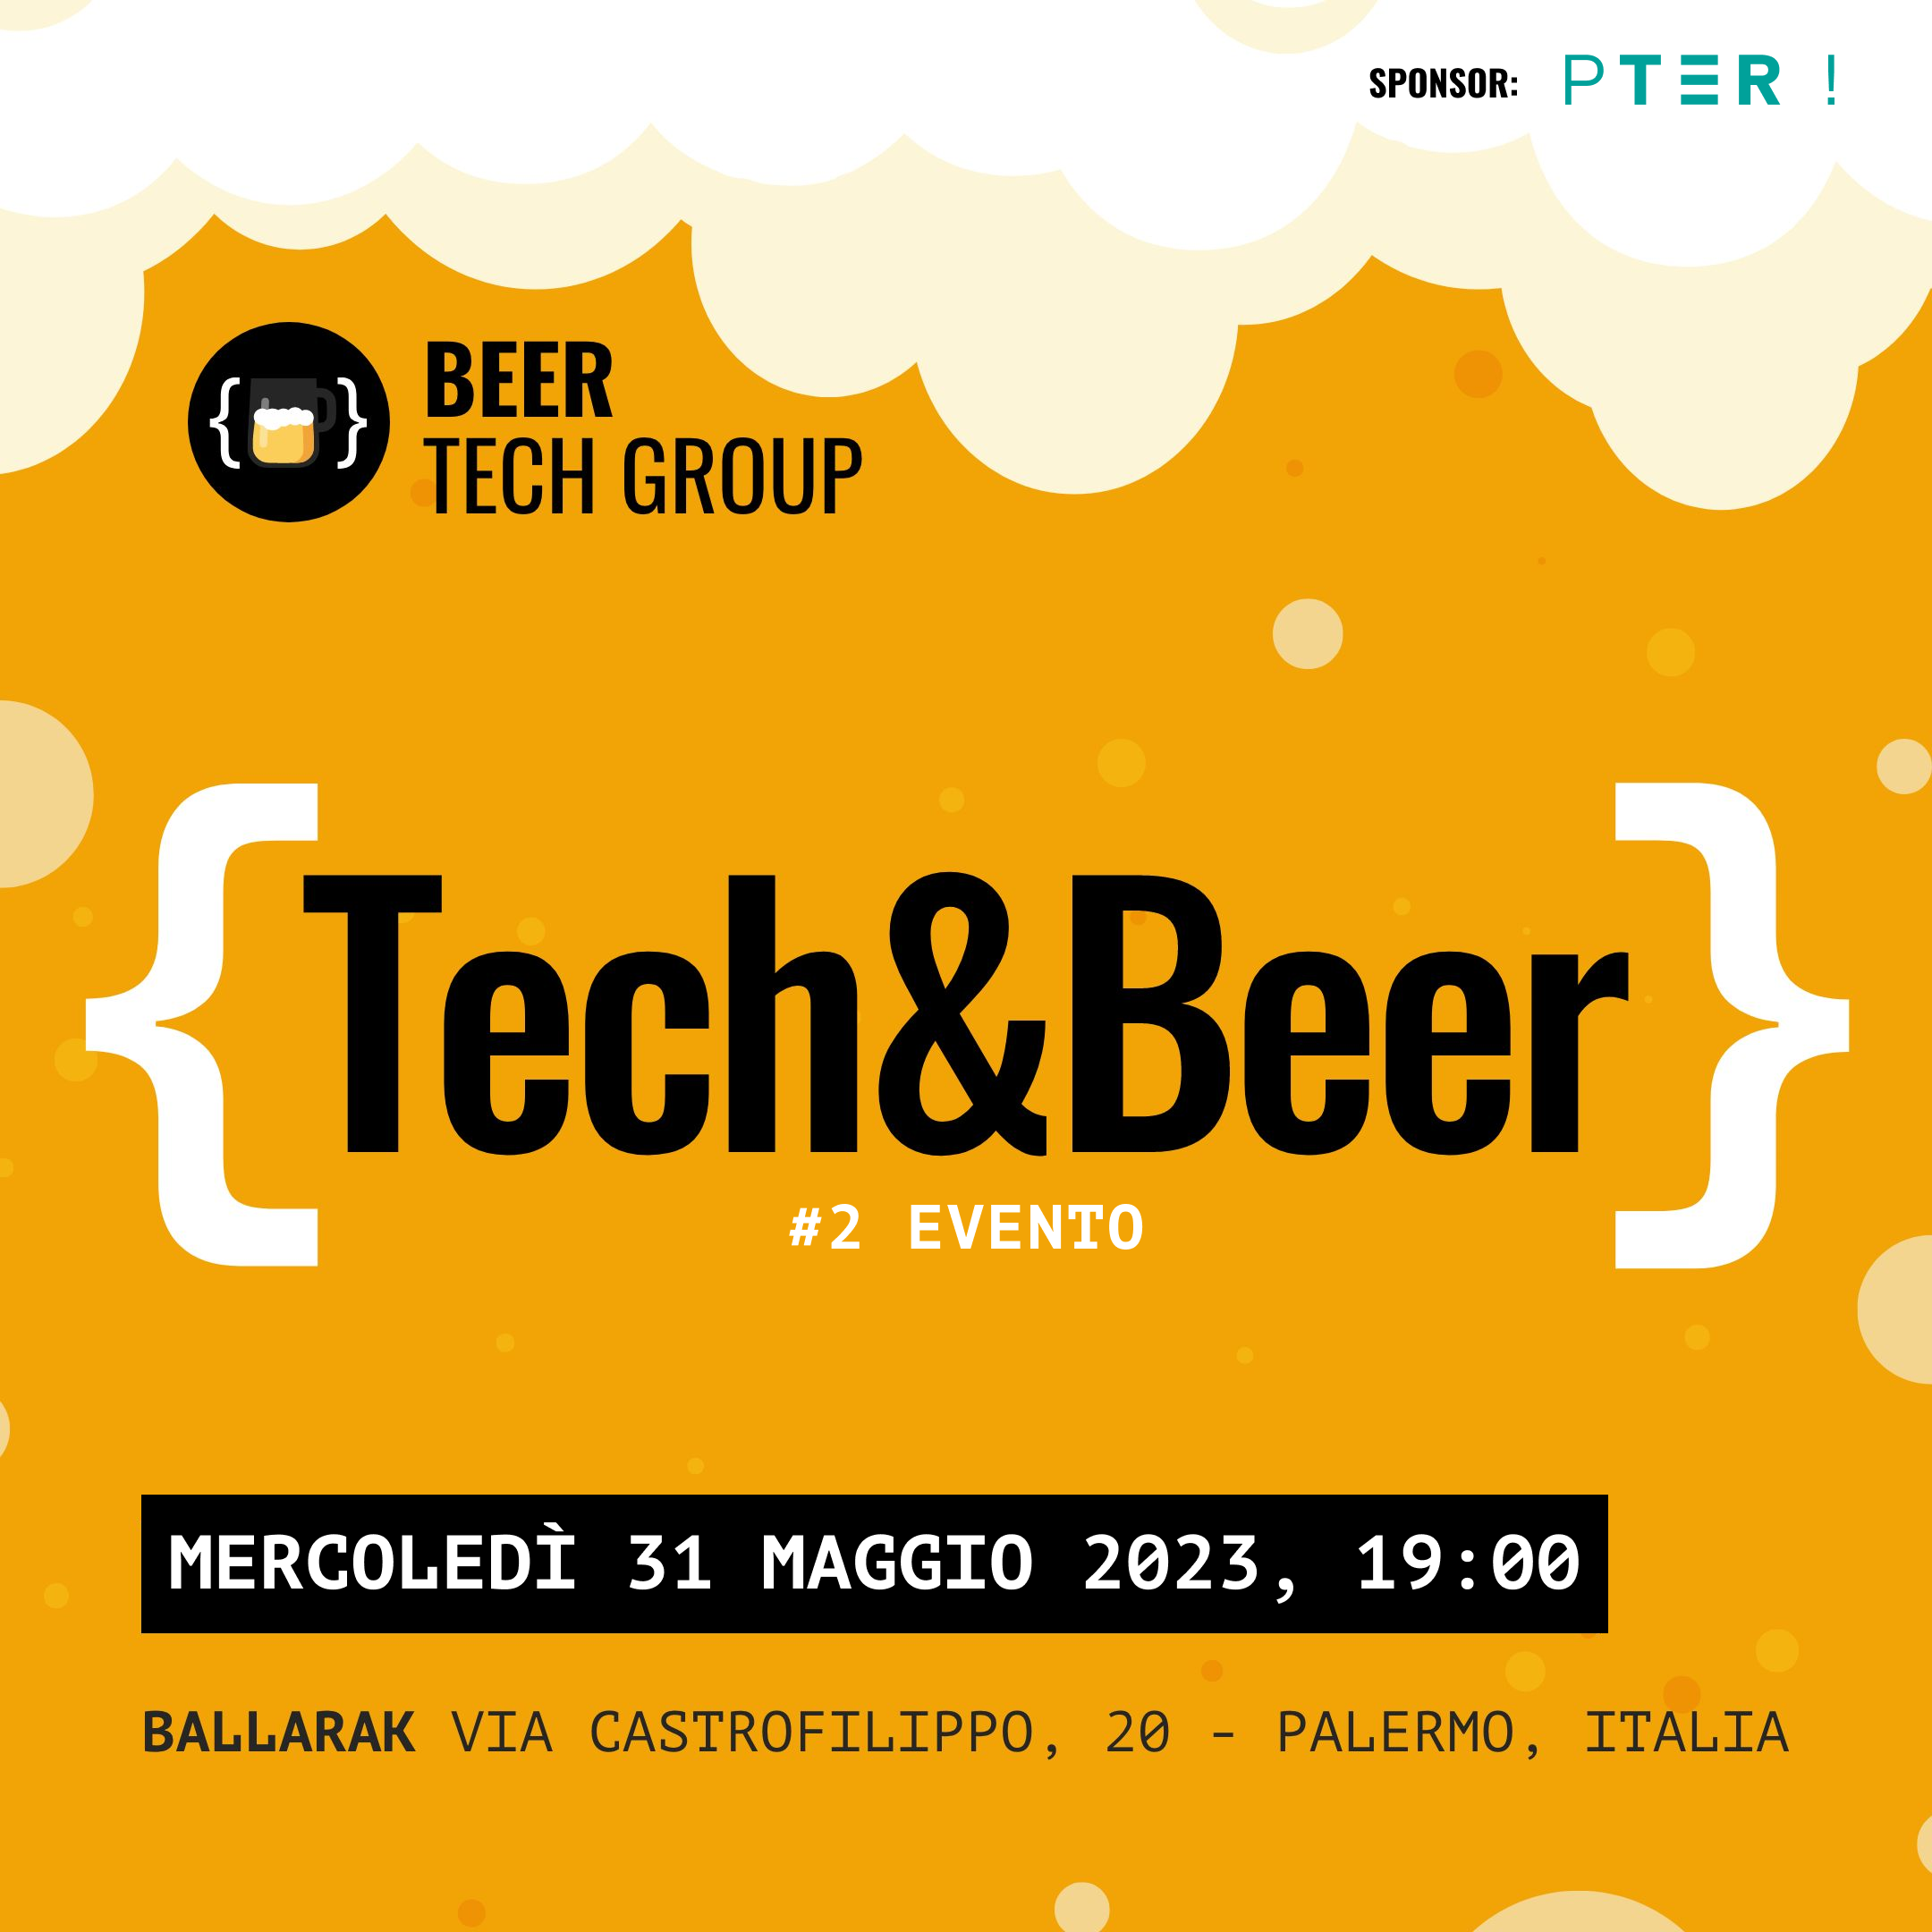 SPONSOR: PTER!
BEER
TECH GROUP
{Tech&Beer}
#2 EVENTO
MERCOLEDÌ 31 MAGGIO 2023, 19:00
BALLARAK VIA CASTROFILIPPO, 20 - PALERMO, ITALIA